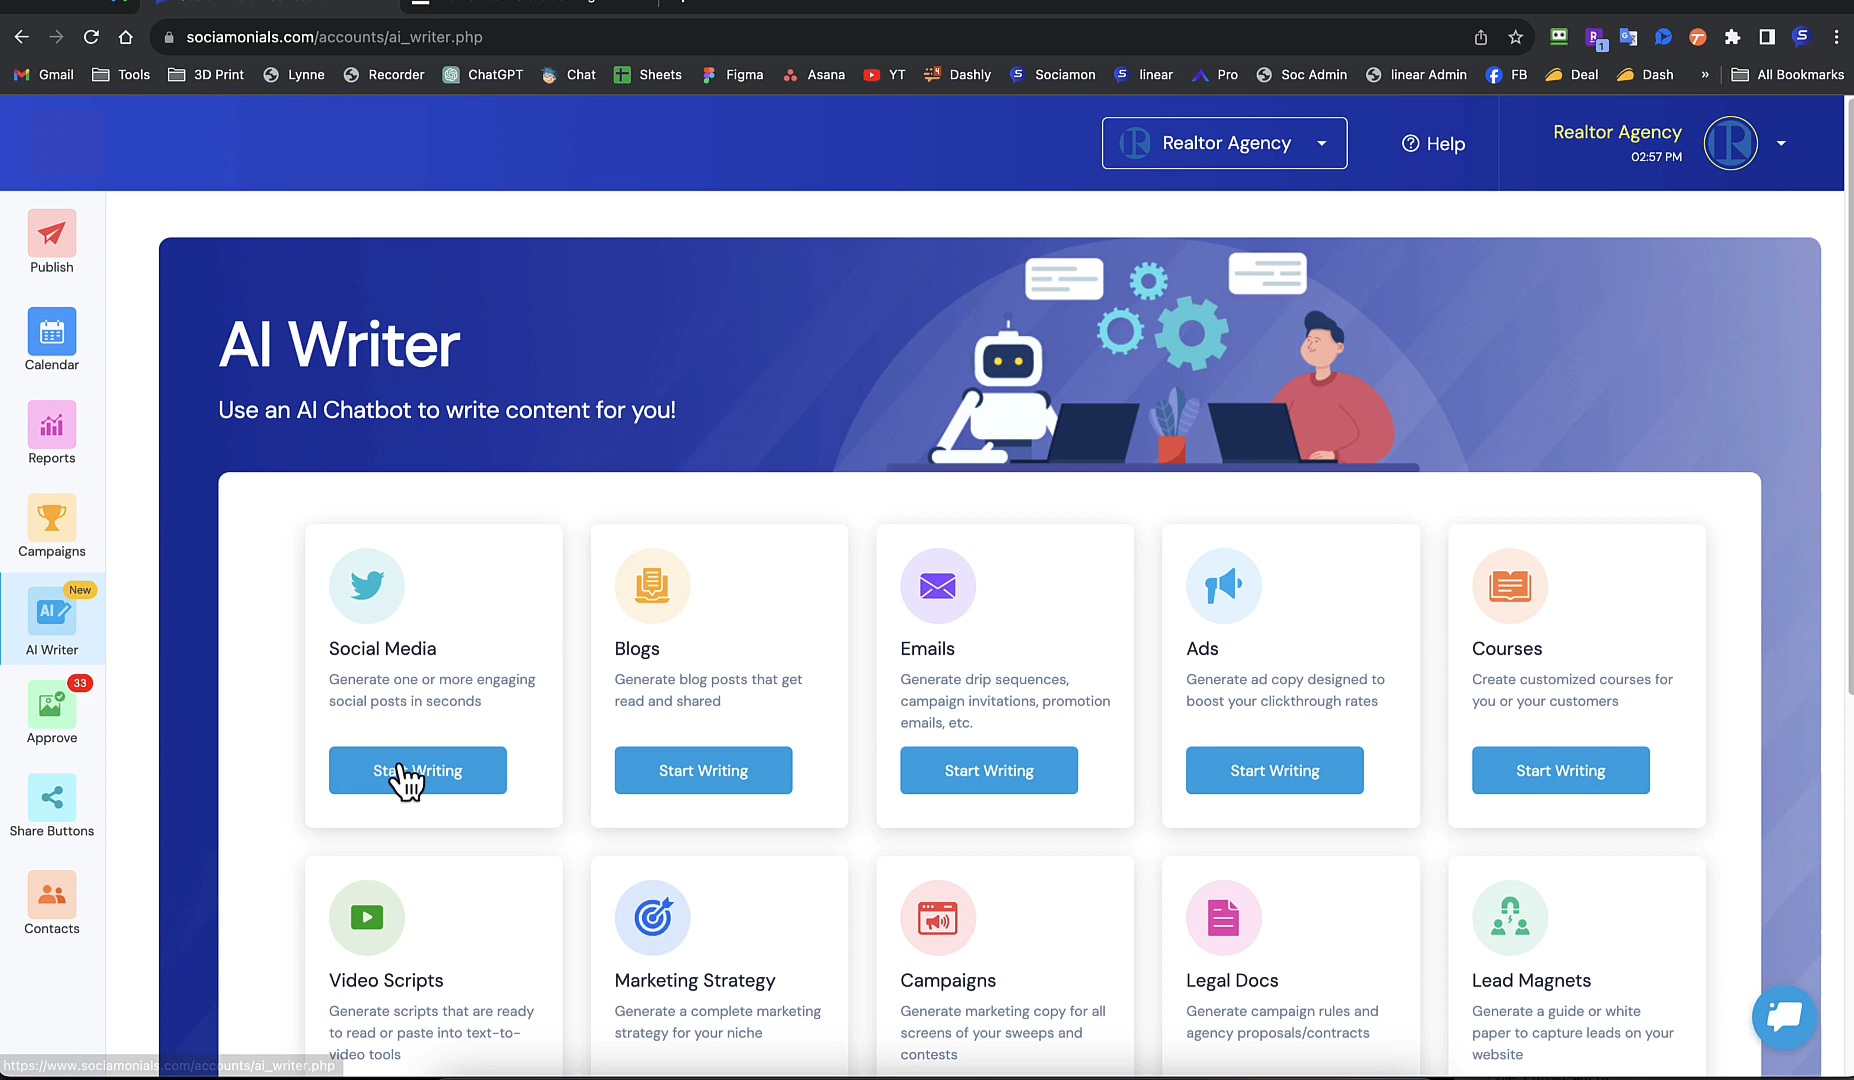 sociamonials.com/accounts/ai_writer.php
Gmail Tools 3D Print Lynne Recorder ChatGPT Chat Sheets Figma Asana YT Dashly Sociamon linear Pro Soc Admin linear Admin FB Deal Dash » All Bookmarks
Realtor Agency
Help
Realtor Agency
02:57 PM
Publish
Calendar
Reports
Campaigns
New
AI
AI Writer
33
Approve
Share Buttons
Contacts
AI Writer
Use an AI Chatbot to write content for you!
Social Media
Generate one or more engaging
social posts in seconds
Start Writing
Blogs
Generate blog posts that get
read and shared
Start Writing
Emails
Generate drip sequences,
campaign invitations, promotion
emails, etc.
Start Writing
Ads
Generate ad copy designed to
boost your clickthrough rates
Start Writing
Courses
Create customized courses for
you or your customers
Start Writing
Video Scripts
Generate scripts that are ready
to read or paste into text-to-
video tools
Marketing Strategy
Generate a complete marketing
strategy for your niche
Campaigns
Generate marketing copy for all
screens of your sweeps and
contests
Legal Docs
Generate campaign rules and
agency proposals/contracts
Lead Magnets
Generate a guide or white
paper to capture leads on your
website
https://www.sociamonials.com/accounts/ai_writer.php